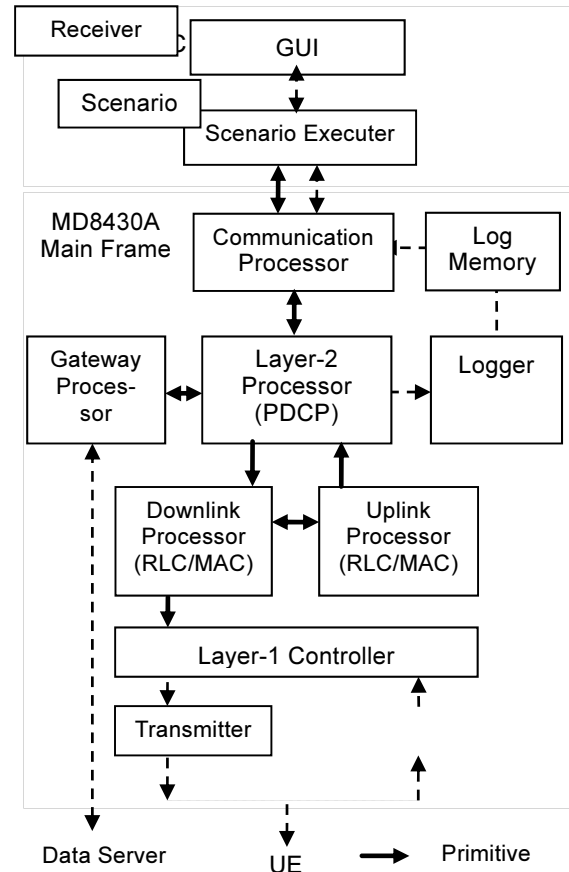 Receiver
C
GUI
Scenario
Scenario Executer
MD8430A
Main Frame
Communication
Processor
Log
Memory
Gateway
Proces-
sor
Layer-2
Processor
(PDCP)
Logger
Downlink
Processor
(RLC/MAC)
Uplink
Processor
(RLC/MAC)
Layer-1 Controller
Transmitter
Data Server
UE
Primitive